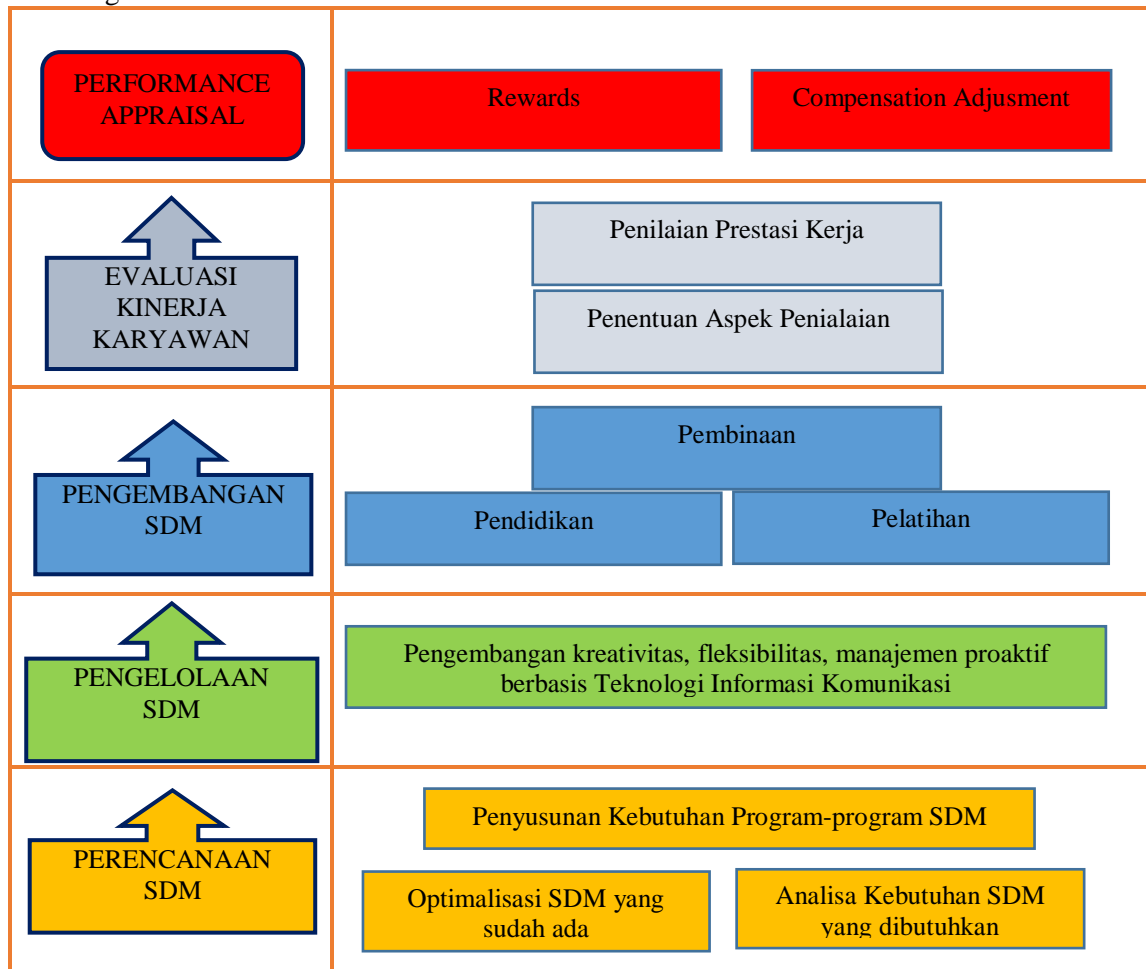 PERFORMANCE
APPRAISAL
Rewards
Compensation Adjusment
EVALUASI
KINERJA
KARYAWAN
Penilaian Prestasi Kerja
Penentuan Aspek Penialaian
PENGEMBANGAN
SDM
Pembinaan
Pendidikan
Pelatihan
PENGELOLAAN
SDM
Pengembangan kreativitas, fleksibilitas, manajemen proaktif
berbasis Teknologi Informasi Komunikasi
PERENCANAAN
SDM
Penyusunan Kebutuhan Program-program SDM
Optimalisasi SDM yang
sudah ada
Analisa Kebutuhan SDM
yang dibutuhkan